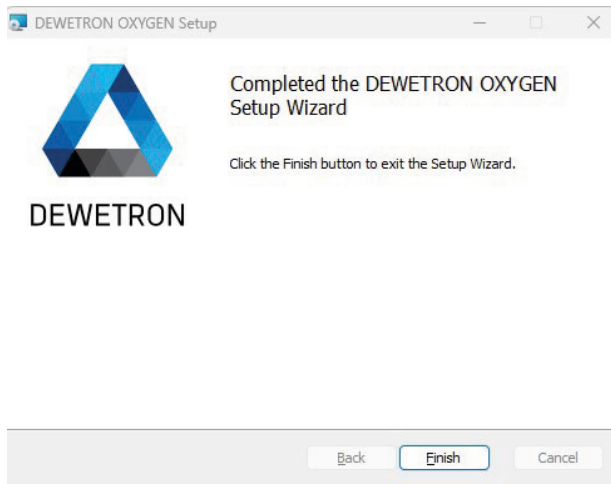 DEWETRON OXYGEN Setup
Completed the DEWETRON OXYGEN
Setup Wizard
Click the Finish button to exit the Setup Wizard.
DEWETRON
Back Finish Cancel